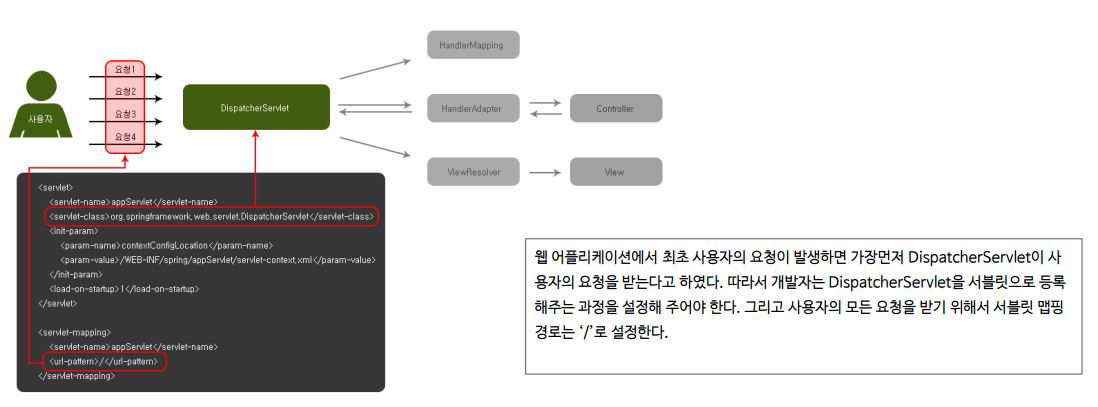 HandlerMapping
요청1
요청2
요청3
요청4
사용자
DispatcherServlet
HandlerAdapter
Controller
ViewResolver
View
<servlet>
<servlet-name>appServlet</servlet-name>
<servlet-class>org.springframework.web.servlet.DispatcherServlet</servlet-class>
<init-param>
<param-name>contextConfigLocation</param-name>
<param-value>/WEB-INF/spring/appServlet/servlet-context.xml</param-value>
</init-param>
<load-on-startup>1</load-on-startup>
</servlet>
<servlet-mapping>
<servlet-name>appServlet</servlet-name>
<url-pattern>/</url-pattern>
</servlet-mapping>
웹 어플리케이션에서 최초 사용자의 요청이 발생하면 가장먼저 DispatcherServlet이 사
용자의 요청을 받는다고 하였다. 따라서 개발자는 DispatcherServlet을 서블릿으로 등록
해주는 과정을 설정해 주어야 한다. 그리고 사용자의 모든 요청을 받기 위해서 서블릿 맵핑
경로는 ‘/’로 설정한다.